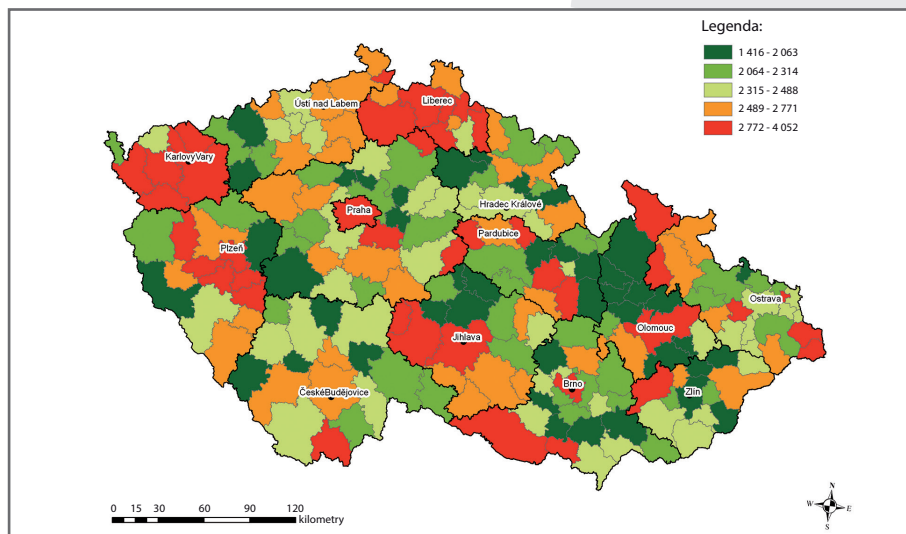 Legenda:
1 416 - 2 063
2 064 - 2 314
2 315 - 2 488
2 489 - 2 771
2 772 - 4 052
Ústí nad Labem
Liberec
KarlovyVary
Hradec Králové
Praha
Pardubice
Plzeň
Ostrava
Olomouc
Jihlava
Brno
Zlín
ČeskéBudějovice
N
W E
S
0 15 30 60 90 120
kilometry